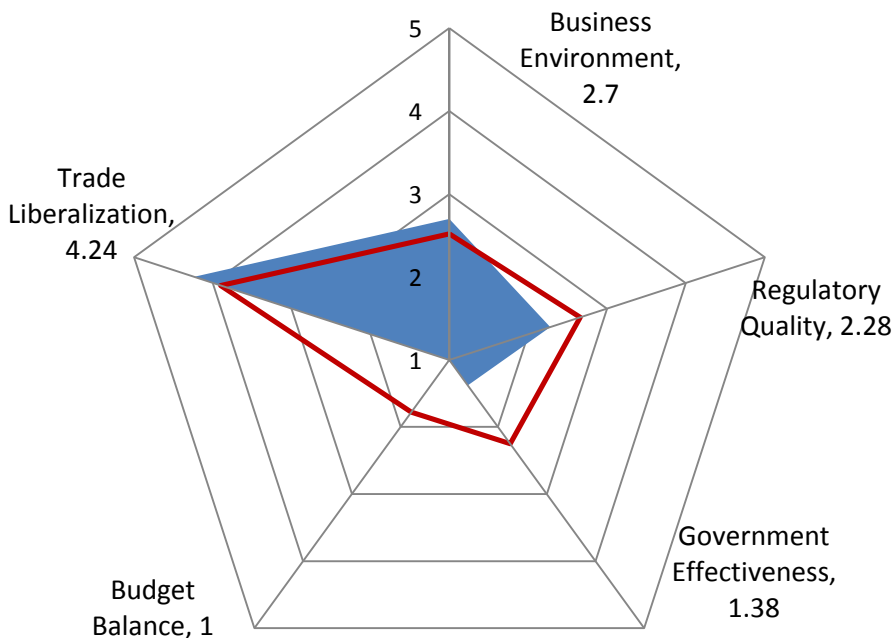 5
Business
Environment,
2.7
4
3
Trade
Liberalization,
4.24
2
Regulatory
Quality, 2.28
1
Government
Effectiveness,
1.38
Budget
Balance, 1